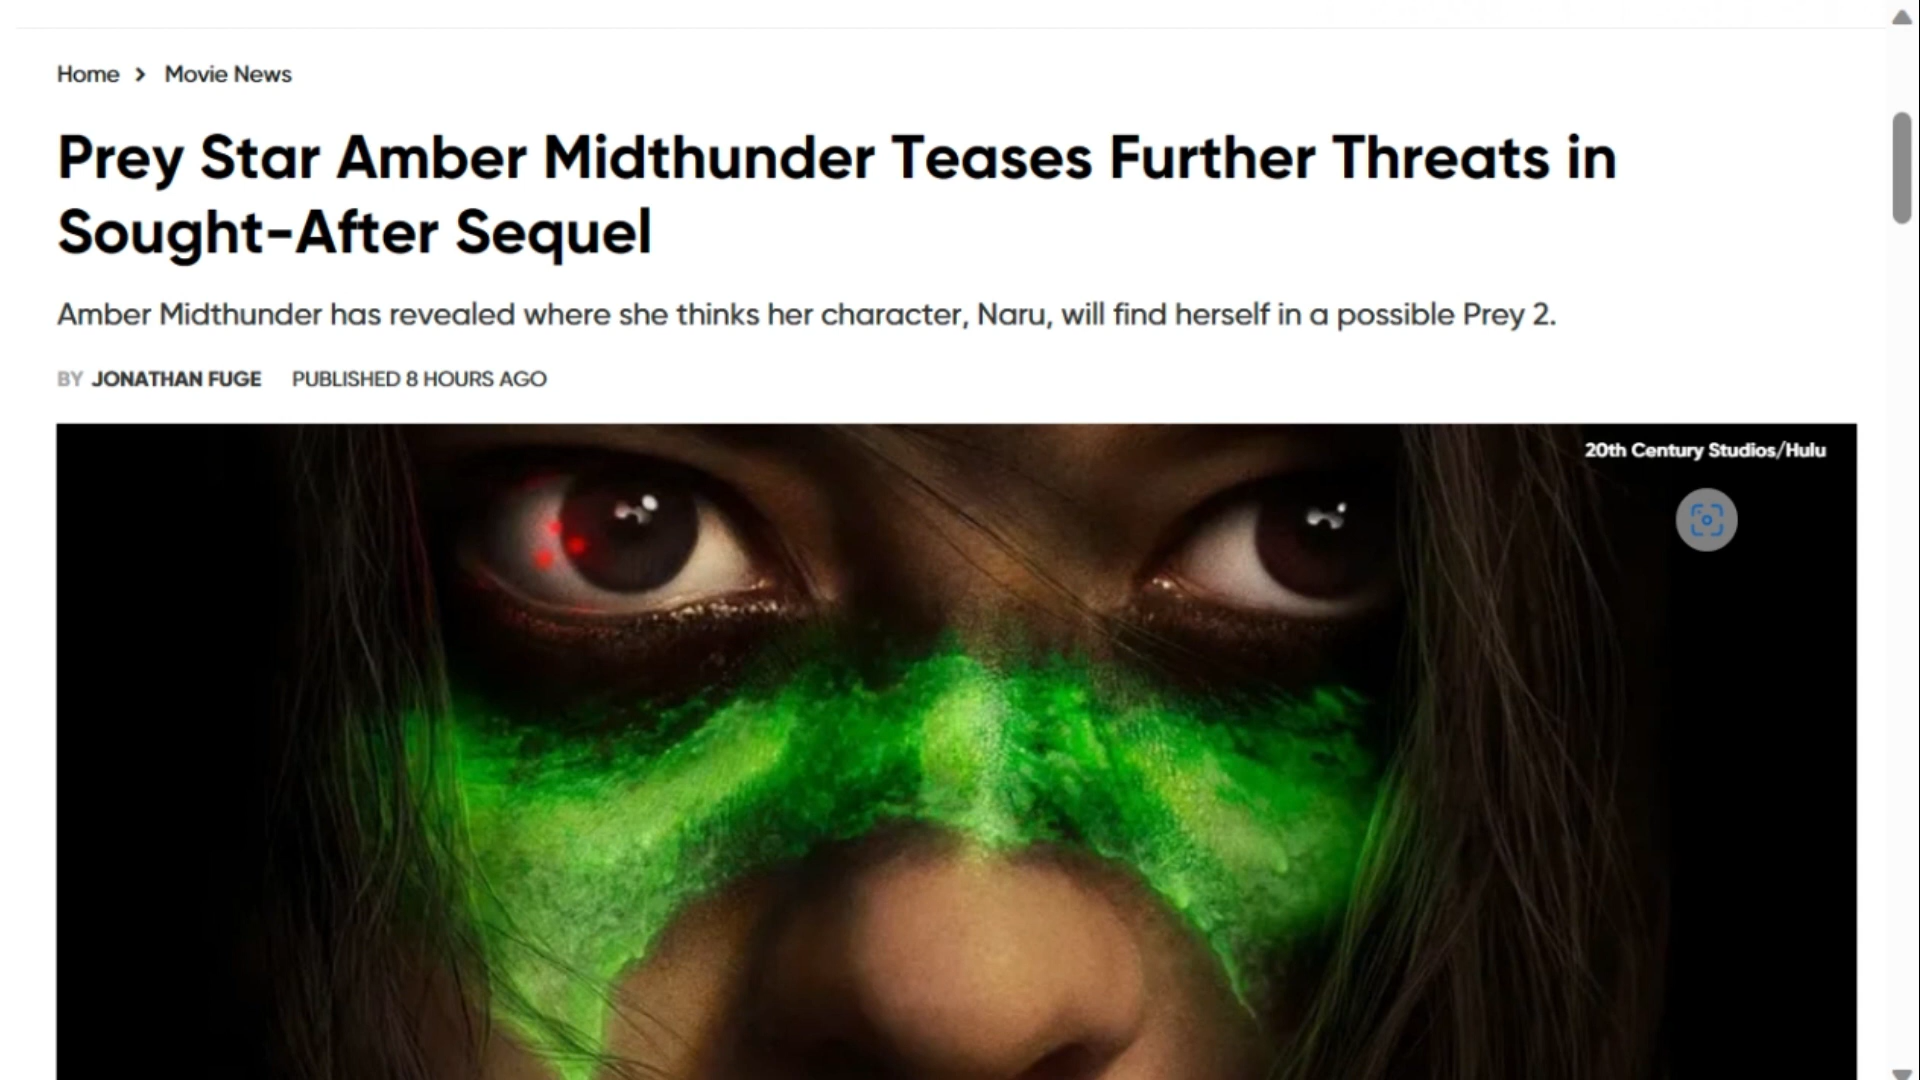 Home > Movie News
Prey Star Amber Midthunder Teases Further Threats in
Sought-After Sequel
Amber Midthunder has revealed where she thinks her character, Naru, will find herself in a possible Prey 2.
BY JONATHAN FUGE PUBLISHED 8 HOURS AGO
20th Century Studios/Hulu